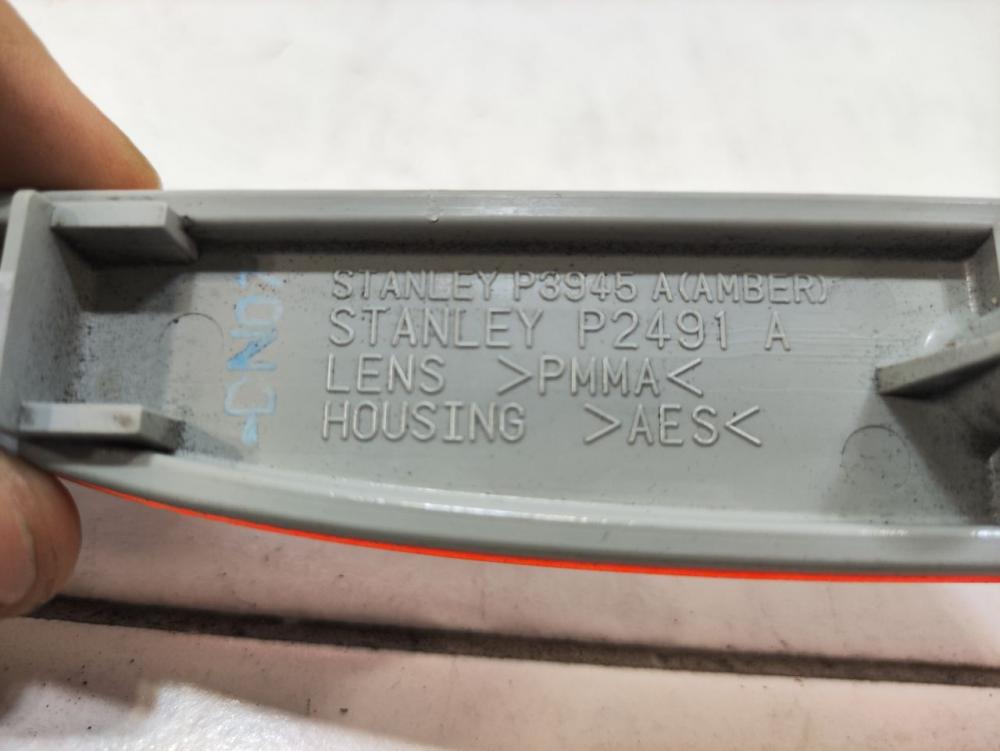 STANLEY P3945 A(AMBER)
STANLEY P2491 A
LENS >PMMA<
HOUSING >AES<